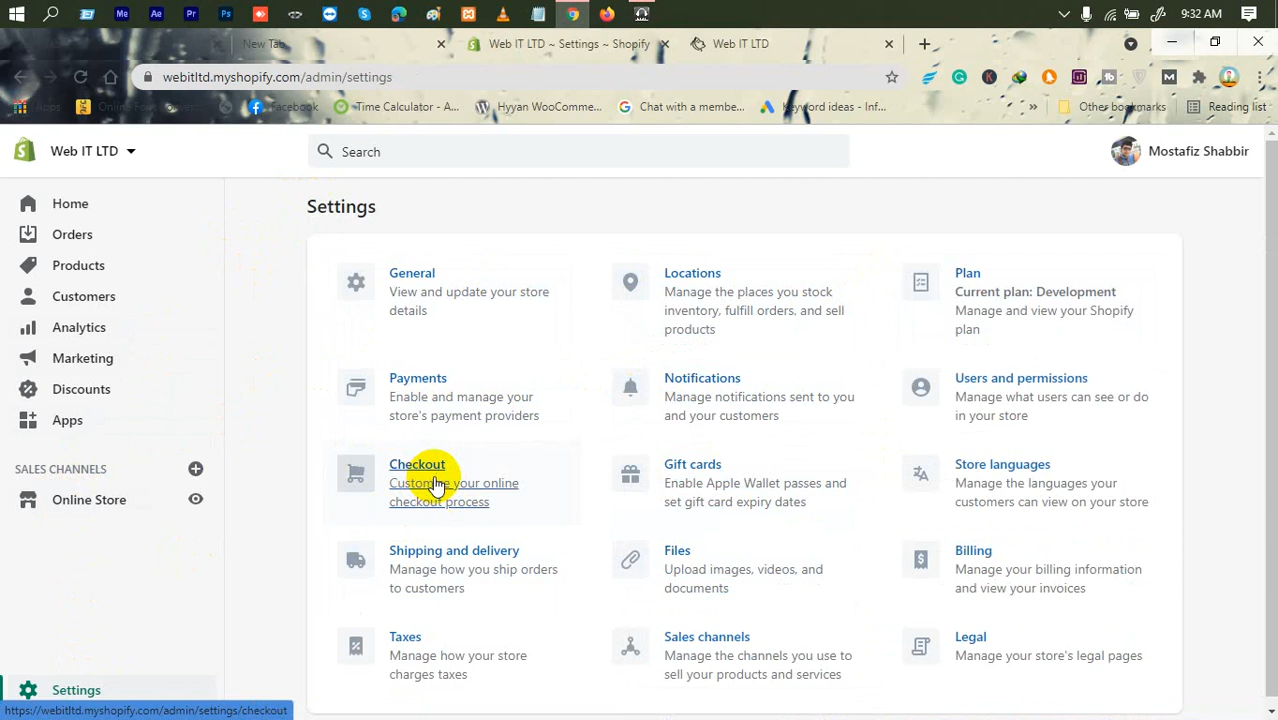 Me Ae Pr Ps
9:32 AM
New Tab
Web IT LTD ~ Settings ~ Shopify
Web IT LTD
webitltd.myshopify.com/admin/settings
Apps
Facebook
Time Calculator - A...
Hyyan WooComme...
Chat with a membe...
Keyword ideas - Inf...
»
Other bookmarks
Reading list
Web IT LTD
Search
Mostafiz Shabbir
Home
Orders
Products
Customers
Analytics
Marketing
Discounts
Apps
SALES CHANNELS
Online Store
Settings
Settings
General
View and update your store
details
Locations
Manage the places you stock
inventory, fulfill orders, and sell
products
Plan
Current plan: Development
Manage and view your Shopify
plan
Payments
Enable and manage your
store's payment providers
Notifications
Manage notifications sent to you
and your customers
Users and permissions
Manage what users can see or do
in your store
Checkout
Customize your online
checkout process
Gift cards
Enable Apple Wallet passes and
set gift card expiry dates
Store languages
Manage the languages your
customers can view on your store
Shipping and delivery
Manage how you ship orders
to customers
Files
Upload images, videos, and
documents
Billing
Manage your billing information
and view your invoices
Taxes
Manage how your store
charges taxes
Sales channels
Manage the channels you use to
sell your products and services
Legal
Manage your store's legal pages
https://webitltd.myshopify.com/admin/settings/checkout